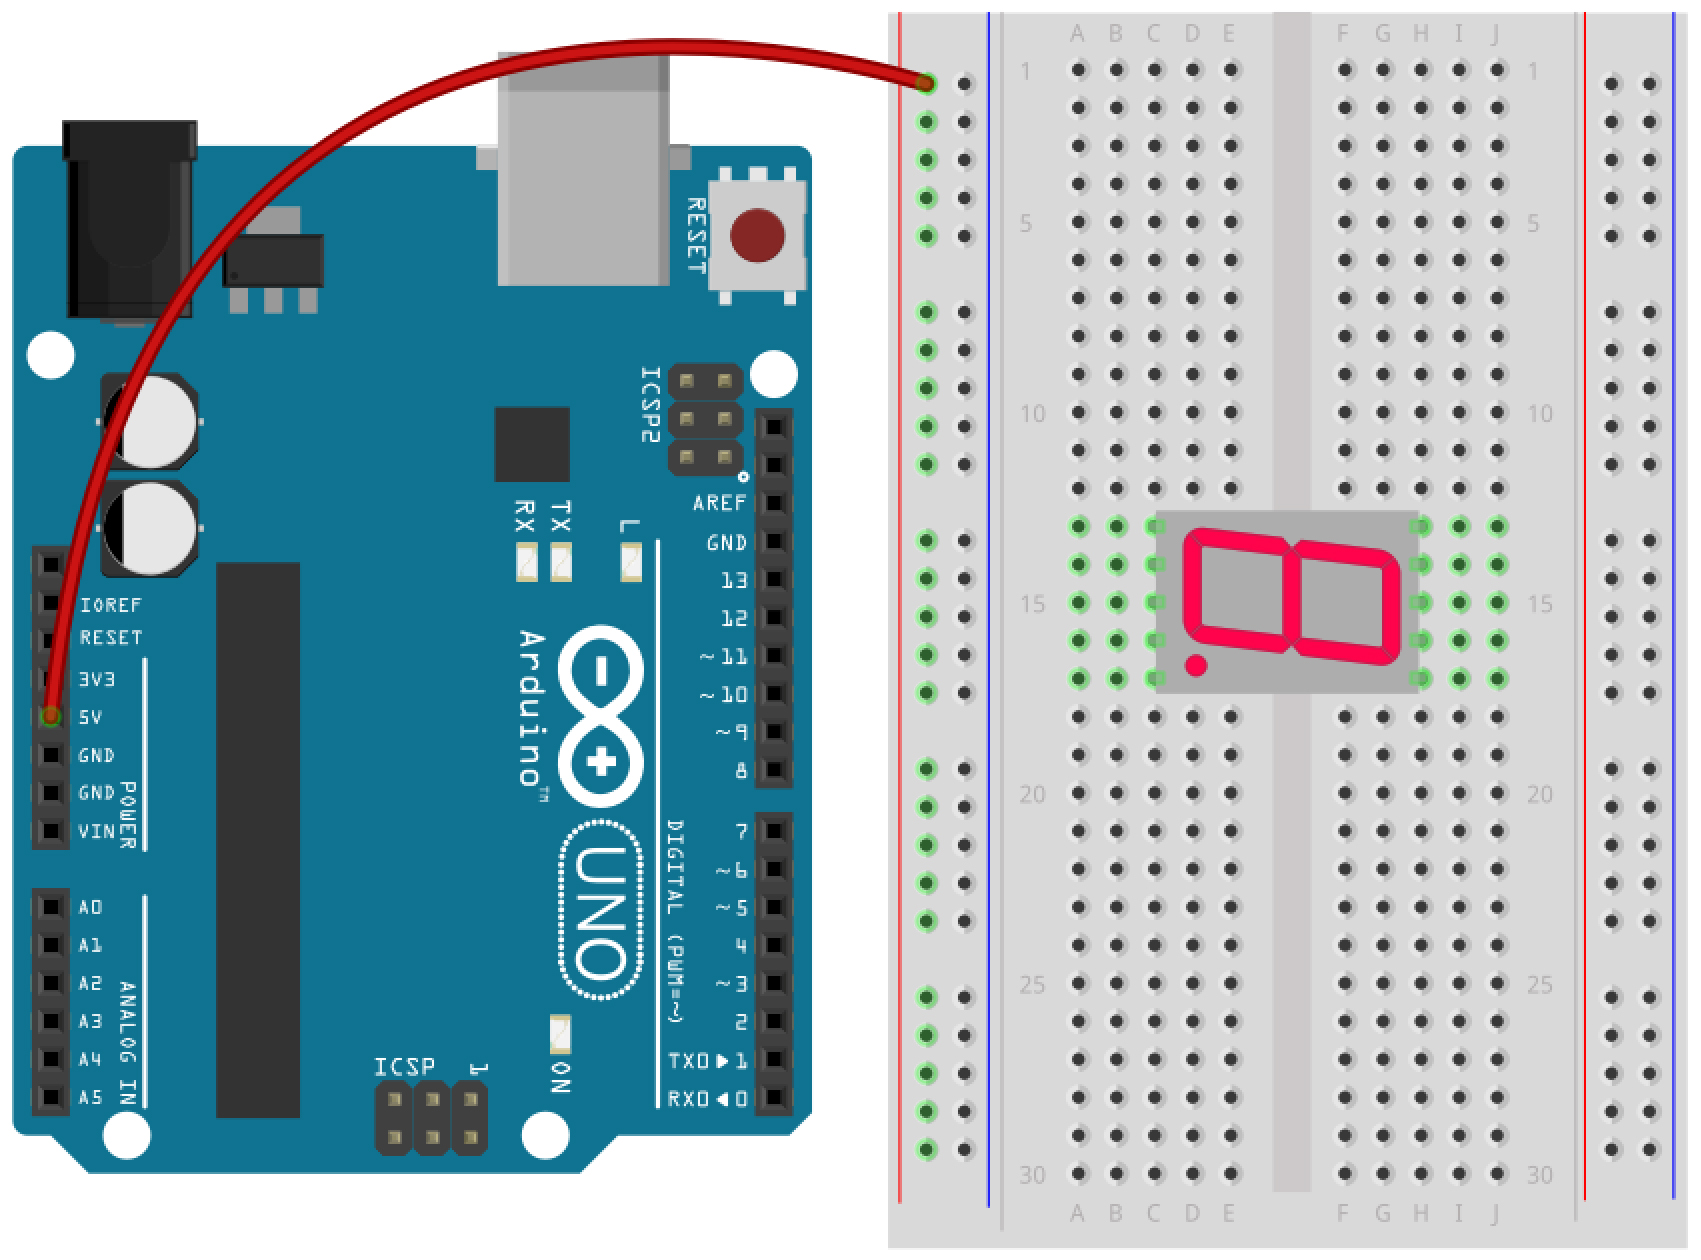 A B C D E F G H I J
1 1
5 5
10 10
15 15
20 20
25 25
30 30
A B C D E F G H I J
RESET
ICSP2
AREF
GND
13
12
~11
~10
~9
8
7
~6
~5
4
~3
2
TX0▶1
RX0◀0
RX
TX
L
IOREF
RESET
3V3
5V
GND
GND
VIN
POWER
A0
A1
A2
A3
A4
A5
ANALOG IN
Arduino™
UNO
DIGITAL (PWM=~)
ICSP
1
ON